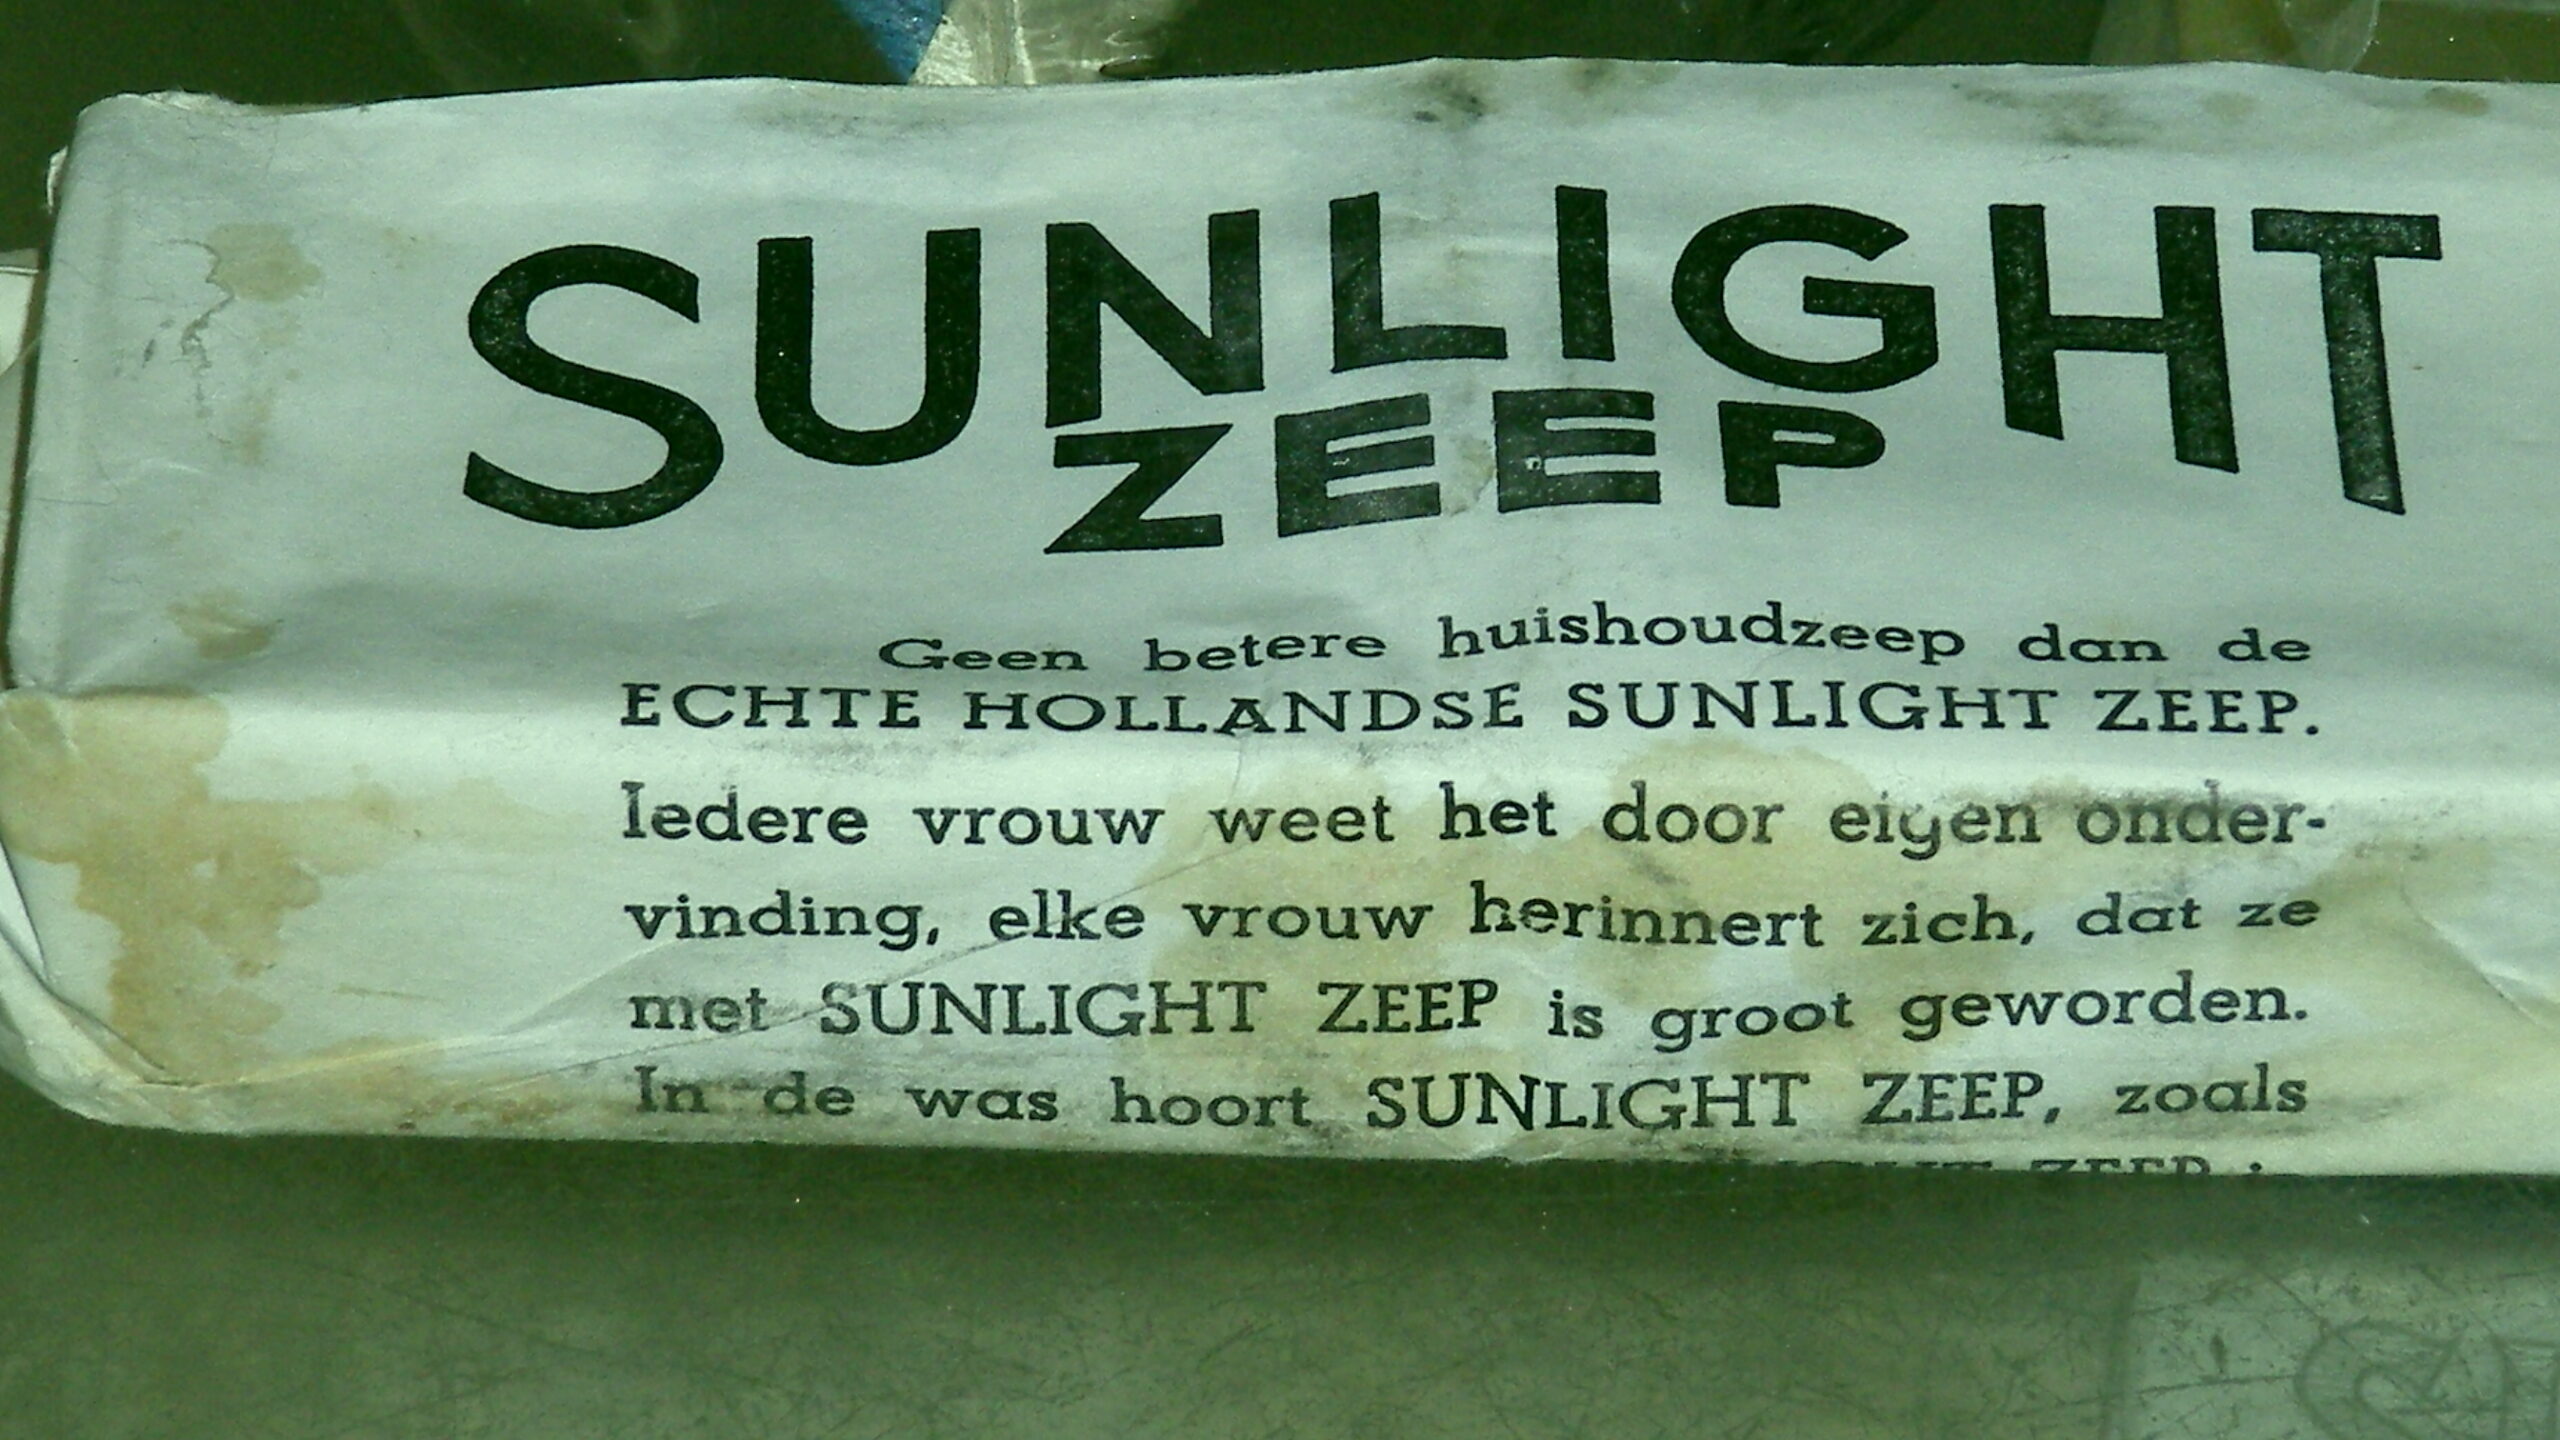 SUNLIGHT
ZEEP
Geen betere huishoudzeep dan de
ECHTE HOLLANDSE SUNLIGHT ZEEP.
Iedere vrouw weet het door eigen onder-
vinding, elke vrouw herinnert zich, dat ze
met SUNLIGHT ZEEP is groot geworden.
In de was hoort SUNLIGHT ZEEP, zoals